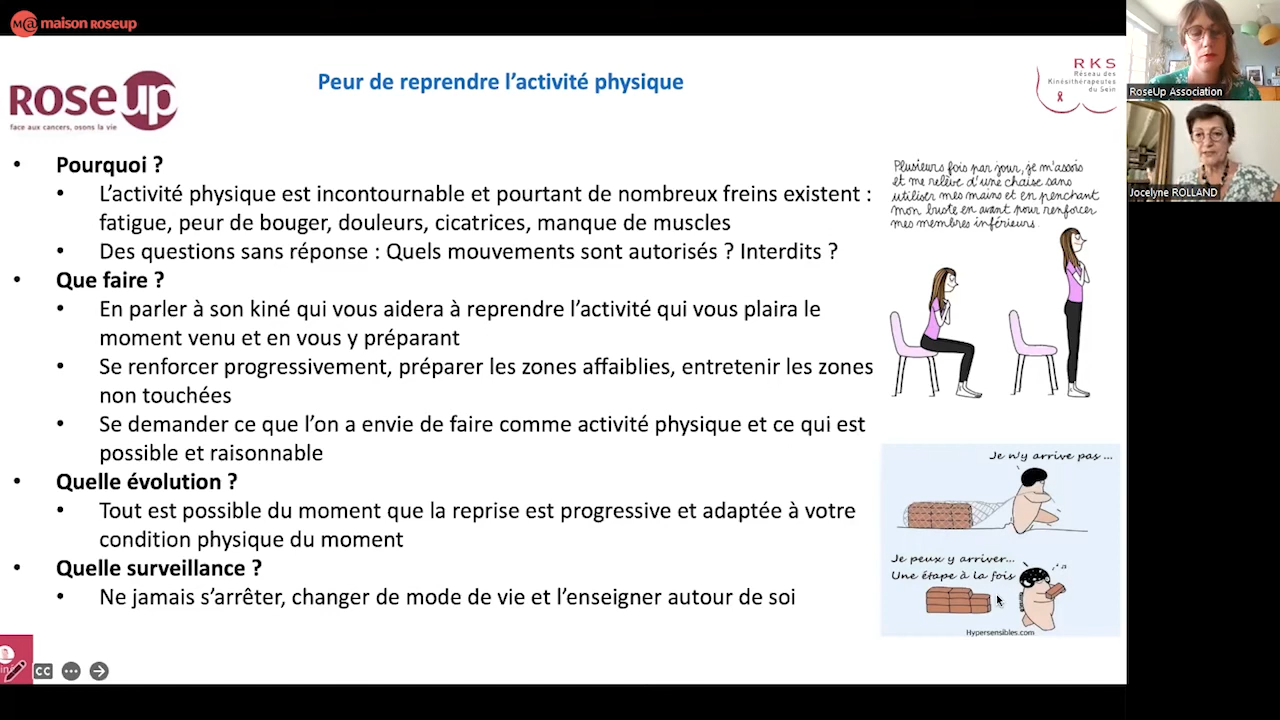 M@ maison ROSEUP
ROSE UP
face aux cancers, osons la vie
Peur de reprendre l’activité physique
RKS
Réseau des
Kinésithérapeutes
du Sein
RoseUp Association
Jocelyne ROLLAND
• Pourquoi ?
• L’activité physique est incontournable et pourtant de nombreux freins existent :
fatigue, peur de bouger, douleurs, cicatrices, manque de muscles
• Des questions sans réponse : Quels mouvements sont autorisés ? Interdits ?
• Que faire ?
• En parler à son kiné qui vous aidera à reprendre l’activité qui vous plaira le
moment venu et en vous y préparant
• Se renforcer progressivement, préparer les zones affaiblies, entretenir les zones
non touchées
• Se demander ce que l’on a envie de faire comme activité physique et ce qui est
possible et raisonnable
• Quelle évolution ?
• Tout est possible du moment que la reprise est progressive et adaptée à votre
condition physique du moment
• Quelle surveillance ?
• Ne jamais s’arrêter, changer de mode de vie et l’enseigner autour de soi
Plusieurs fois par jour, je m'assois
et me relève d'une chaise sans
utiliser mes mains et en penchant
mon buste en avant pour renforcer
mes membres inférieurs.
Je n'y arrive pas ...
Je peux y arriver...
Une étape à la fois
Hypersensibles.com
CC